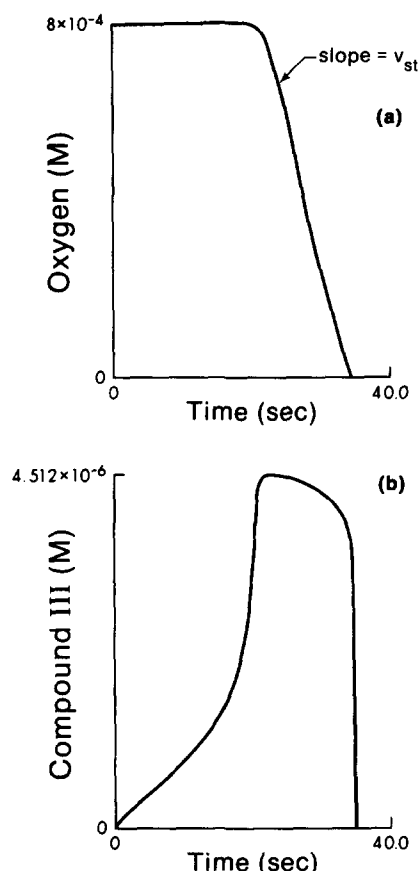 8×10⁻⁴
slope = v_st
(a)
Oxygen (M)
0
0
40.0
Time (sec)
4.512×10⁻⁶
(b)
Compound III (M)
0
0
40.0
Time (sec)